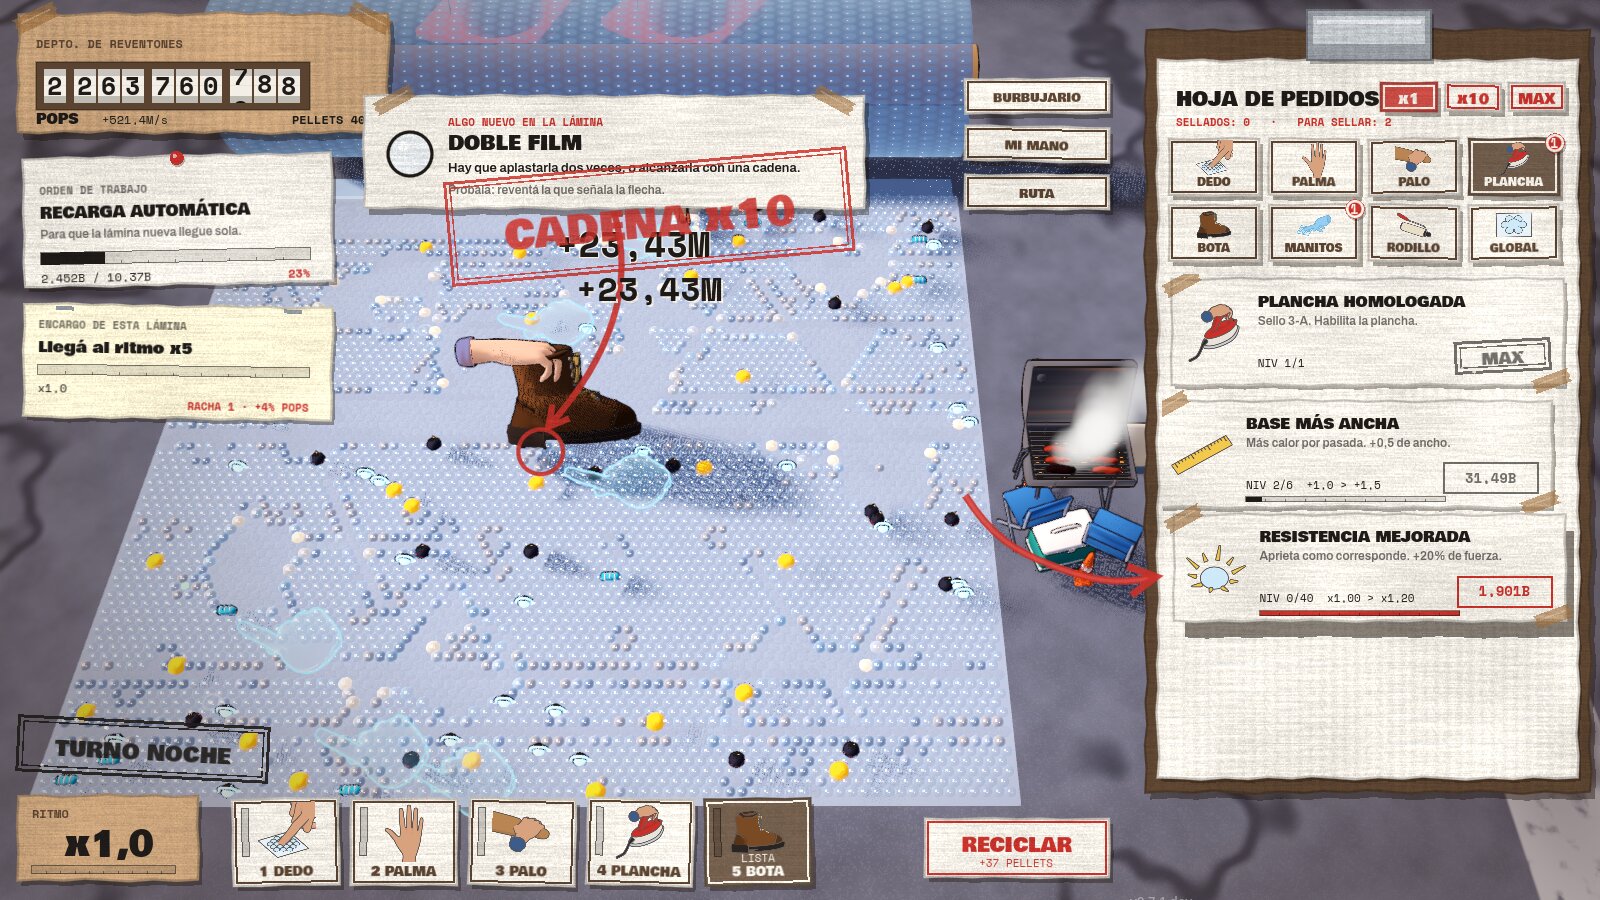 DEPTO. DE REVENTONES
2 263 760 788
POPS +521.4M/s PELLETS 40
ORDEN DE TRABAJO
RECARGA AUTOMÁTICA
Para que la lámina nueva llegue sola.
2,452B / 10.37B 23%
ENCARGO DE ESTA LÁMINA
Llegá al ritmo x5
x1,0
RACHA 1 · +4% POPS
ALGO NUEVO EN LA LÁMINA
DOBLE FILM
Hay que aplastarla dos veces, o alcanzarla con una cadena.
Probala: reventá la que señala la flecha.
CADENA x10
+23,43M
+23,43M
BURBUJARIO
MI MANO
RUTA
HOJA DE PEDIDOS x1 x10 MAX
SELLADOS: 0 · PARA SELLAR: 2
DEDO
PALMA
PALO
PLANCHA
1
BOTA
MANITOS
1
RODILLO
GLOBAL
PLANCHA HOMOLOGADA
Sello 3-A. Habilita la plancha.
NIV 1/1
MAX
BASE MÁS ANCHA
Más calor por pasada. +0,5 de ancho.
NIV 2/6 +1.0 > +1.5
31,49B
RESISTENCIA MEJORADA
Aprieta como corresponde. +20% de fuerza.
NIV 0/40 x1.00 > x1.20
1,901B
TURNO NOCHE
RITMO
x1,0
1 DEDO
2 PALMA
3 PALO
4 PLANCHA
LISTA
5 BOTA
RECICLAR
+37 PELLETS